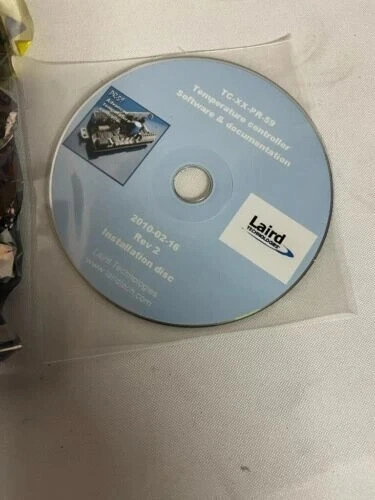 TC-XX-PR-59
Temperature controller
Software & documentation
Laird
TECHNOLOGIES
2010-02-16
Rev 2
Installation disc
Laird Technologies
www.lairdtech.com